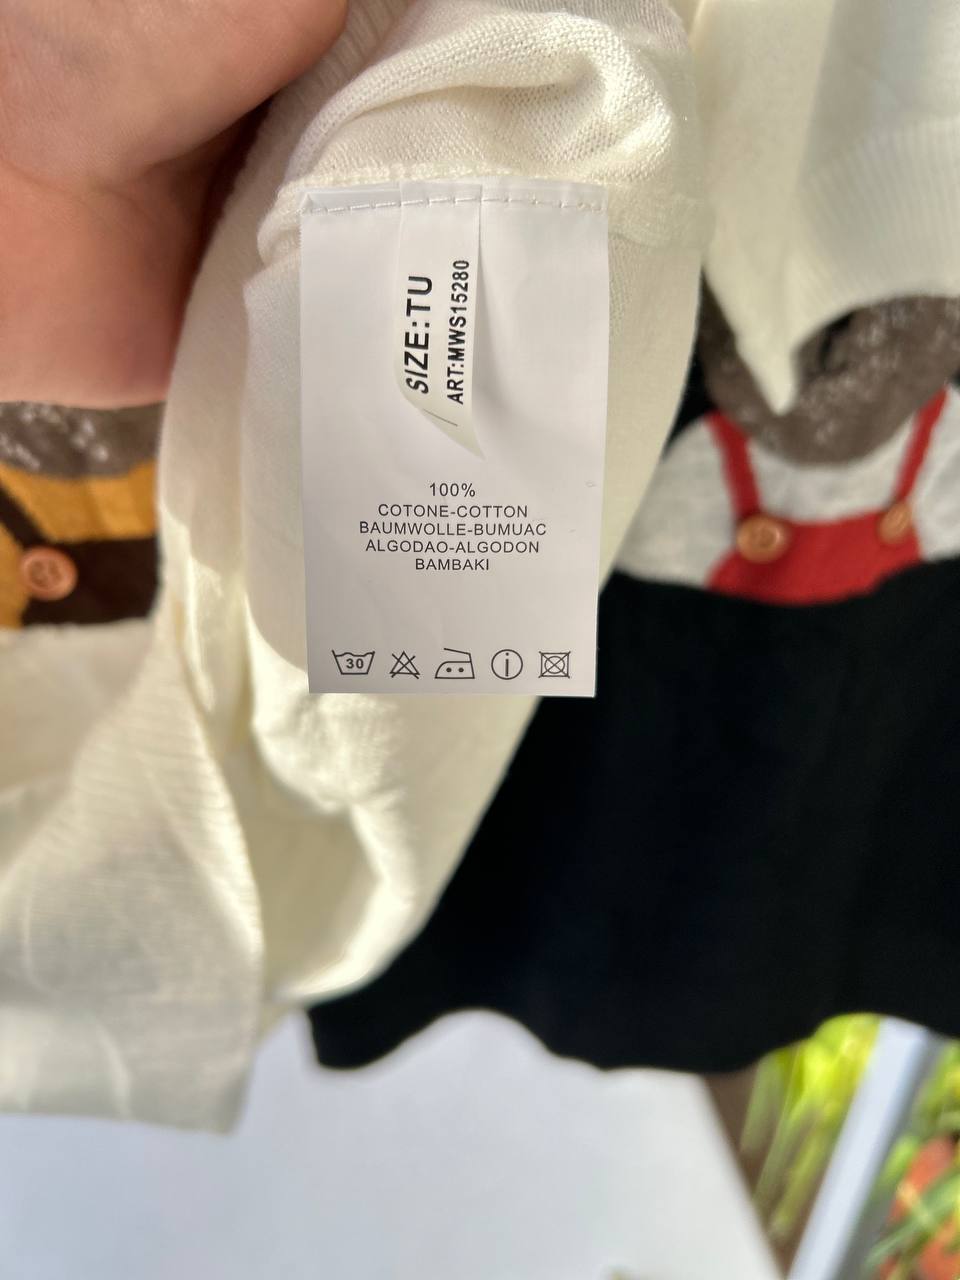 SIZE:TU
ART:MWS15280
100%
COTONE-COTTON
BAUMWOLLE-BUMUAC
ALGODAO-ALGODON
BAMBAKI
30